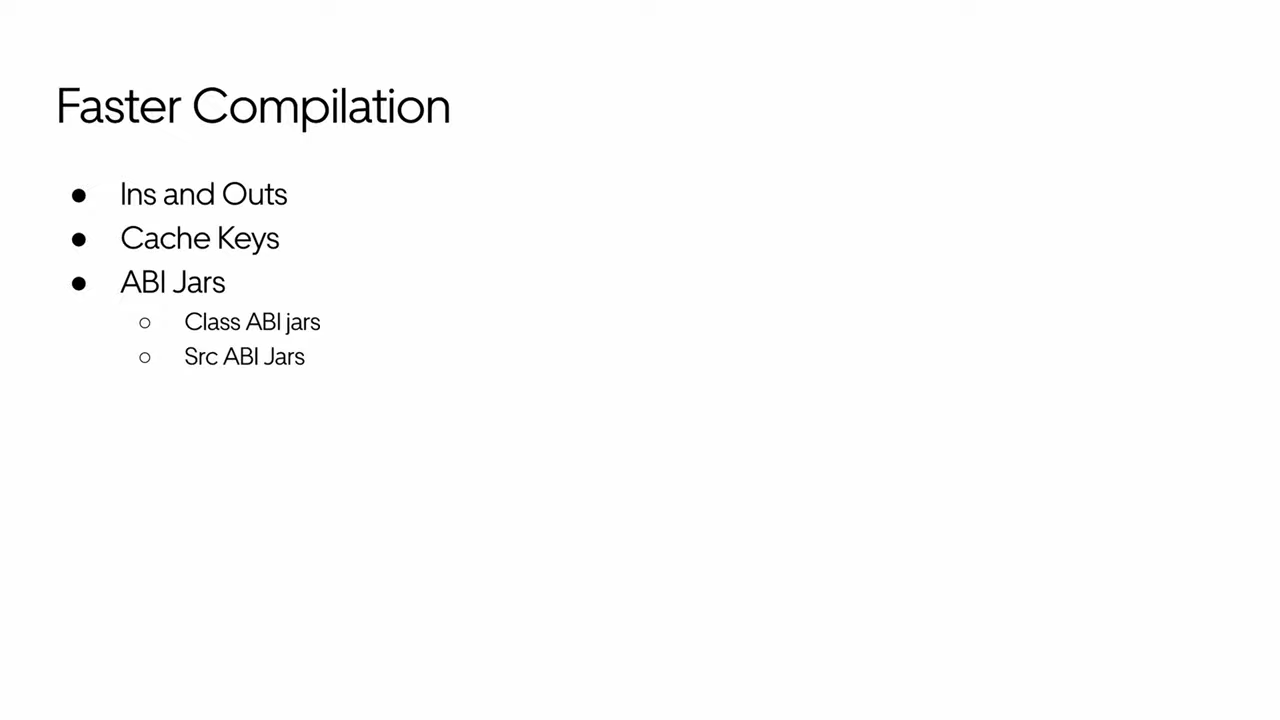 Faster Compilation
● Ins and Outs
● Cache Keys
● ABI Jars
○ Class ABI jars
○ Src ABI Jars